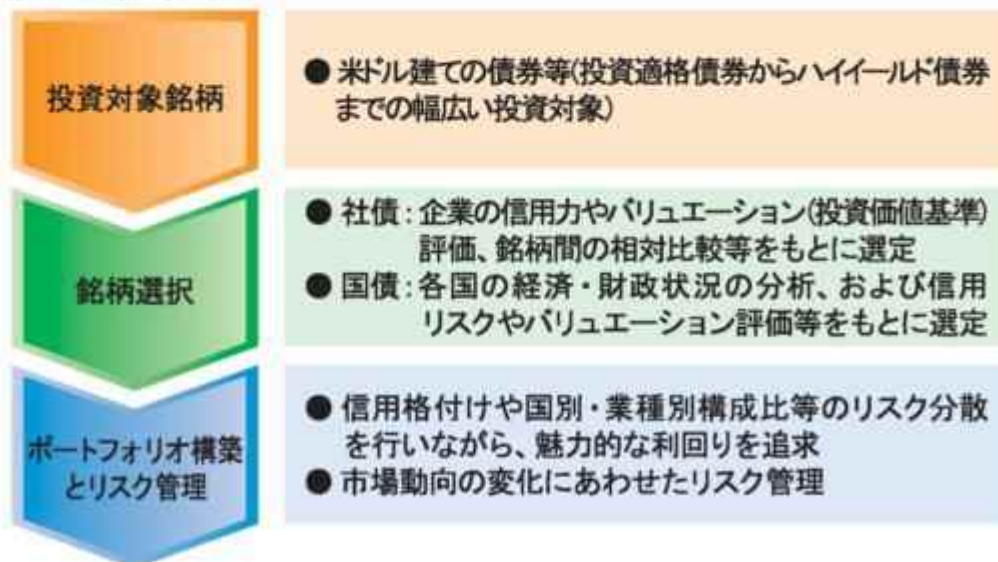 投資対象銘柄
● 米ドル建ての債券等(投資適格債券からハイイールド債券
までの幅広い投資対象)
銘柄選択
● 社債：企業の信用力やバリュエーション(投資価値基準)
評価、銘柄間の相対比較等をもとに選定
● 国債：各国の経済・財政状況の分析、および信用
リスクやバリュエーション評価等をもとに選定
ポートフォリオ構築
とリスク管理
● 信用格付けや国別・業種別構成比等のリスク分散
を行いながら、魅力的な利回りを追求
● 市場動向の変化にあわせたリスク管理